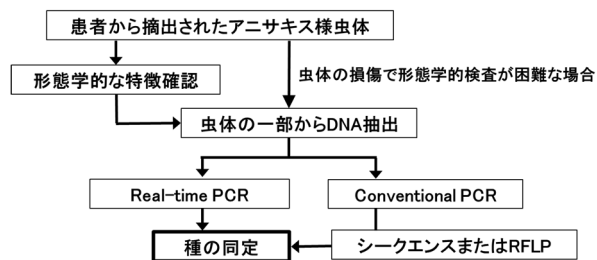 患者から摘出されたアニサキス様虫体
形態学的な特徴確認
虫体の損傷で形態学的検査が困難な場合
虫体の一部からDNA抽出
Real-time PCR
Conventional PCR
種の同定
シークエンスまたはRFLP